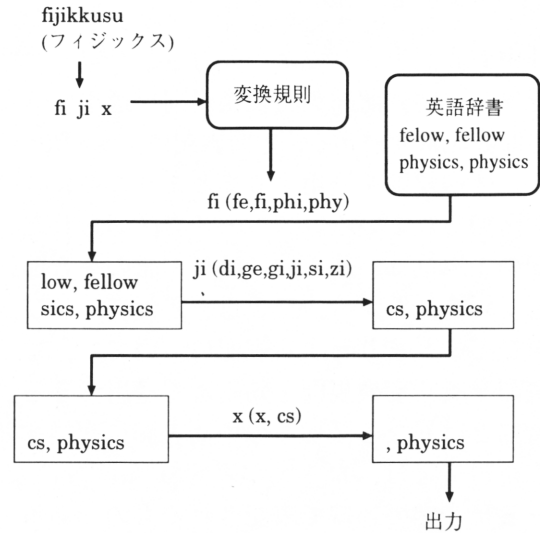 fijikkusu
(フィジックス)
fi ji x
変換規則
英語辞書
felow, fellow
physics, physics
fi (fe,fi,phi,phy)
low, fellow
sics, physics
ji (di,ge,gi,ji,si,zi)
cs, physics
cs, physics
x (x, cs)
, physics
出力